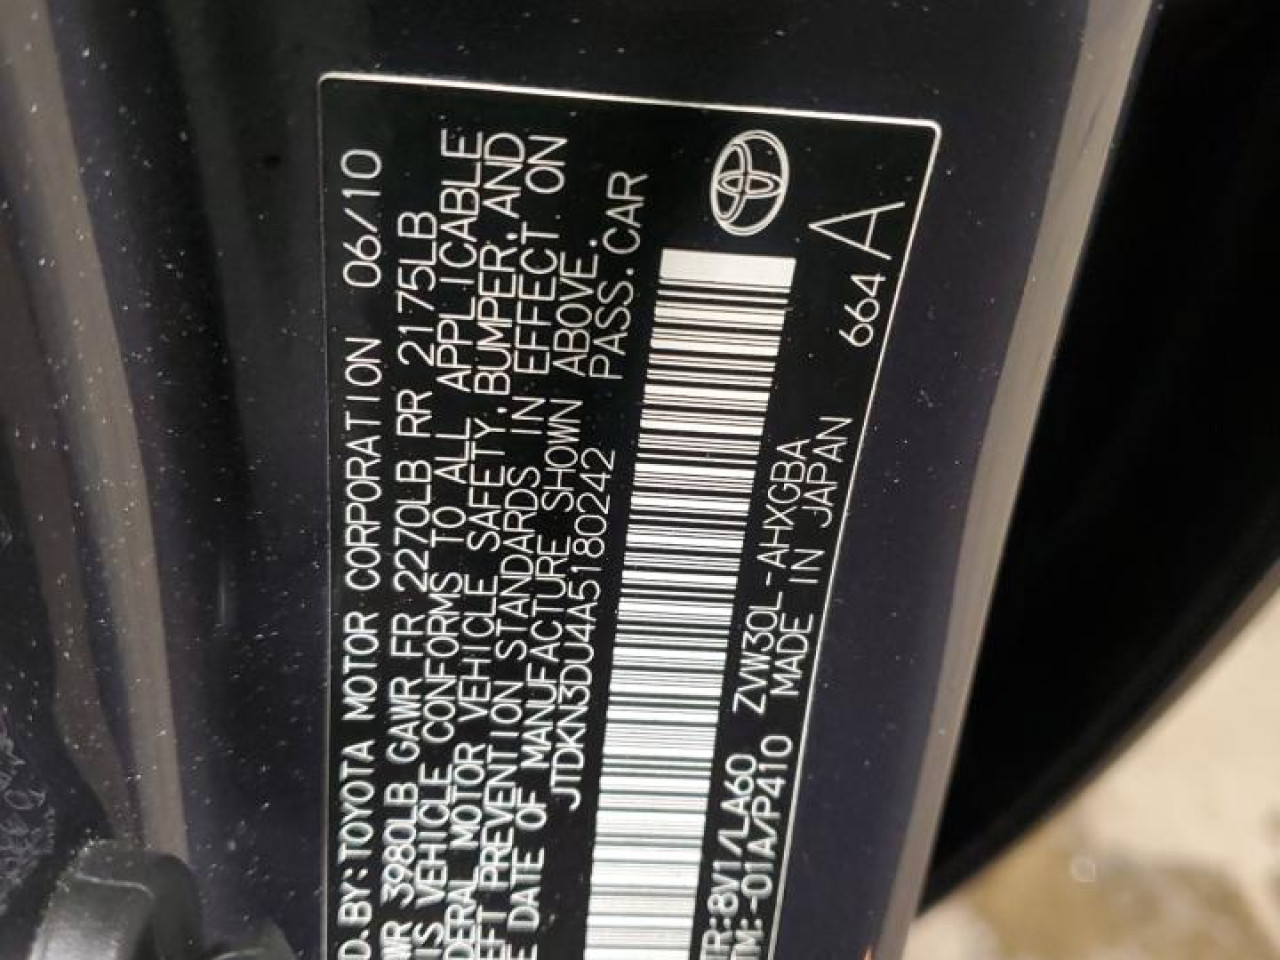 D.BY:TOYOTA MOTOR CORPORATION 06/10
WR 3980LB GAWR FR 2270LB RR 2175LB
IS VEHICLE CONFORMS TO ALL APPLICABLE
DERAL MOTOR VEHICLE SAFETY,BUMPER,AND
EFT PREVENTION STANDARDS IN EFFECT ON
E DATE OF MANUFACTURE SHOWN ABOVE.
JTDKN3DU4A5180242 PASS.CAR
TR:8V1/LA60 ZVW30L-AHXGBA
TM:-01A/P410 MADE IN JAPAN
664 A